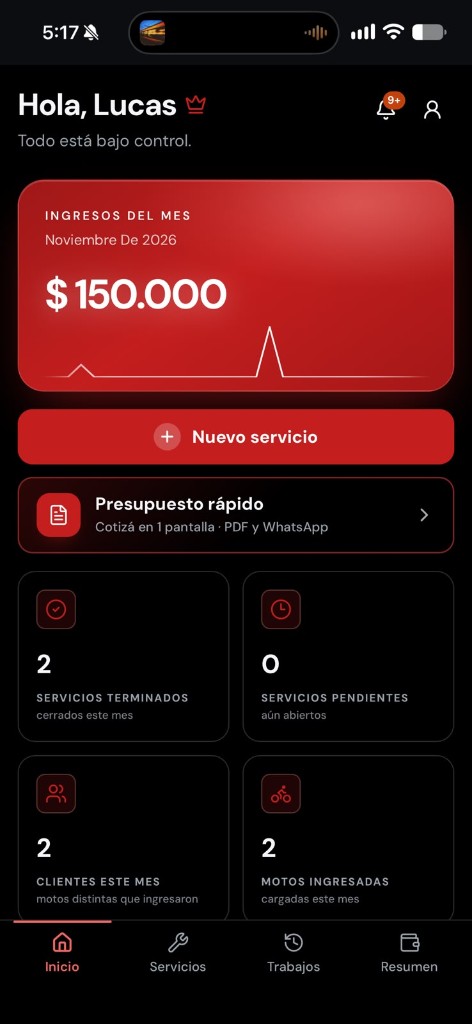 5:17
Hola, Lucas
9+
Todo está bajo control.
INGRESOS DEL MES
Noviembre De 2026
$ 150.000
Nuevo servicio
Presupuesto rápido
Cotizá en 1 pantalla · PDF y WhatsApp
2
SERVICIOS TERMINADOS
cerrados este mes
0
SERVICIOS PENDIENTES
aún abiertos
2
CLIENTES ESTE MES
motos distintas que ingresaron
2
MOTOS INGRESADAS
cargadas este mes
Inicio
Servicios
Trabajos
Resumen